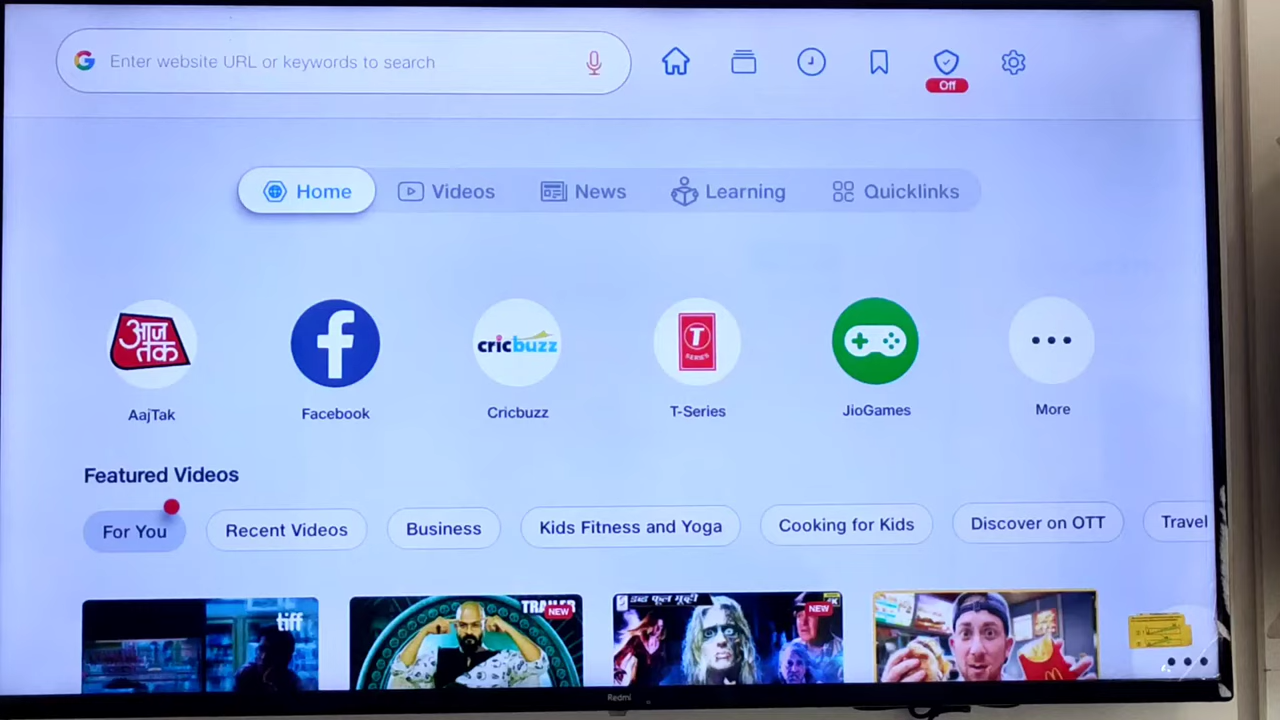 Enter website URL or keywords to search
Off
Home
Videos
News
Learning
Quicklinks
आज तक
cricbuzz
T
SERIES
AajTak
Facebook
Cricbuzz
T-Series
JioGames
More
Featured Videos
For You
Recent Videos
Business
Kids Fitness and Yoga
Cooking for Kids
Discover on OTT
Travel
tiff
TRAILER
NEW
NEW
Redmi